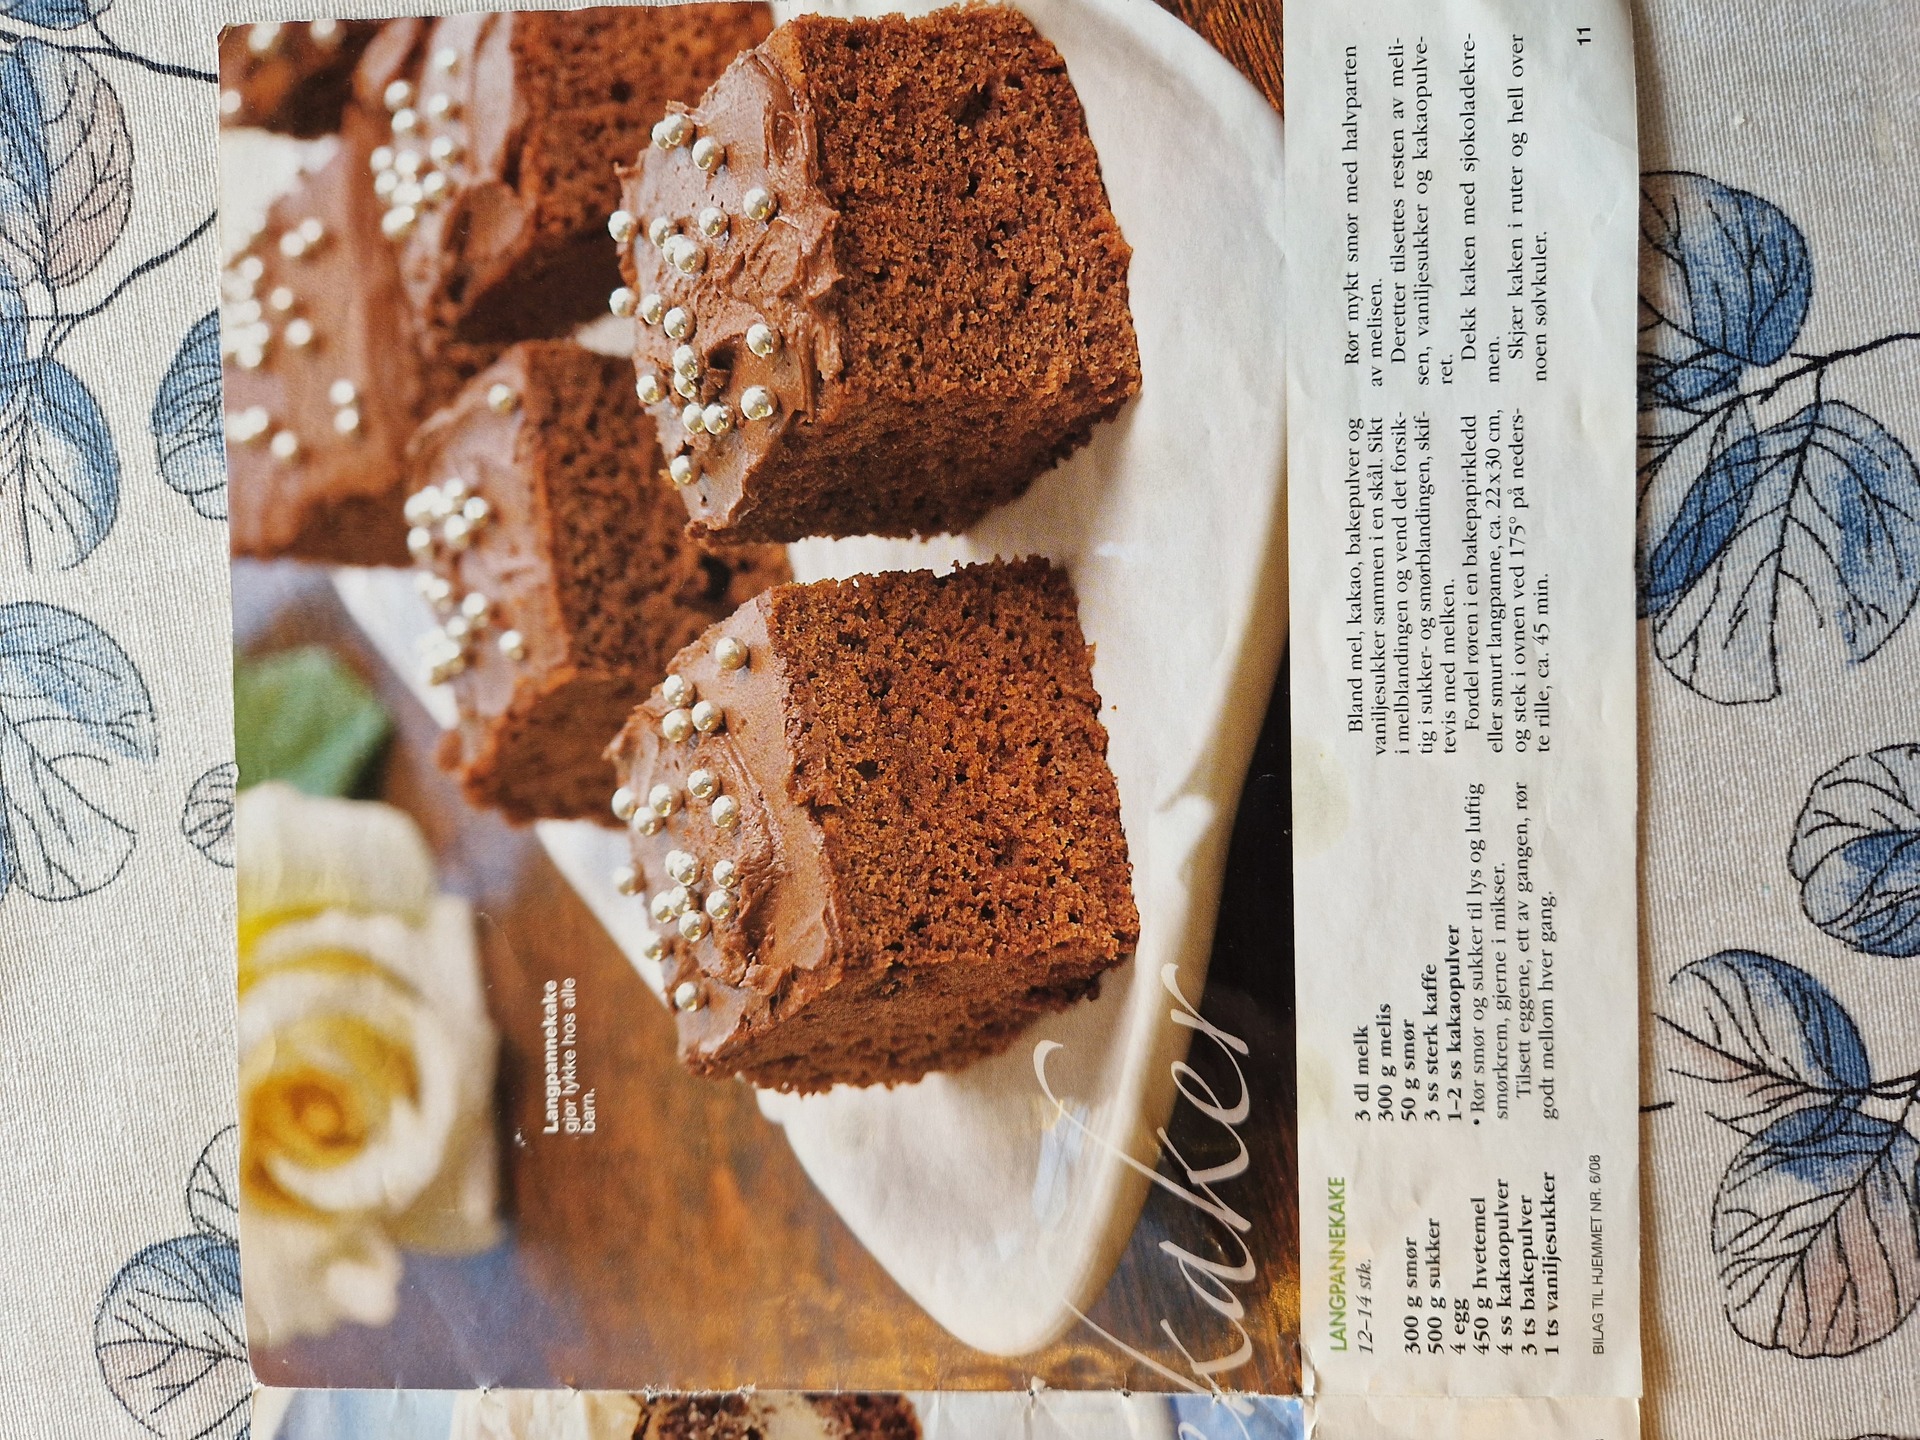 Langpannekake
gjør lykke hos alle
barn.
ekaker
LANGPANNEKAKE
12–14 stk.
300 g smør
500 g sukker
4 egg
450 g hvetemel
4 ss kakaopulver
3 ts bakepulver
1 ts vaniljesukker
3 dl melk
300 g melis
50 g smør
3 ss sterk kaffe
1–2 ss kakaopulver
• Rør smør og sukker til lys og luftig
smørkrem, gjerne i mikser.
Tilsett eggene, ett av gangen, rør
godt mellom hver gang.
Bland mel, kakao, bakepulver og
vaniljesukker sammen i en skål. Sikt
i melblandingen og vend det forsik-
tig i sukker- og smørblandingen, skif-
tevis med melken.
Fordel røren i en bakepapirkledd
eller smurt langpanne, ca. 22 x 30 cm,
og stek i ovnen ved 175° på neders-
te rille, ca. 45 min.
Rør mykt smør med halvparten
av melisen.
Deretter tilsettes resten av meli-
sen, vaniljesukker og kakaopulve-
ret.
Dekk kaken med sjokoladekre-
men.
Skjær kaken i ruter og hell over
noen sølvkuler.
BILAG TIL HJEMMET NR. 6/08
11